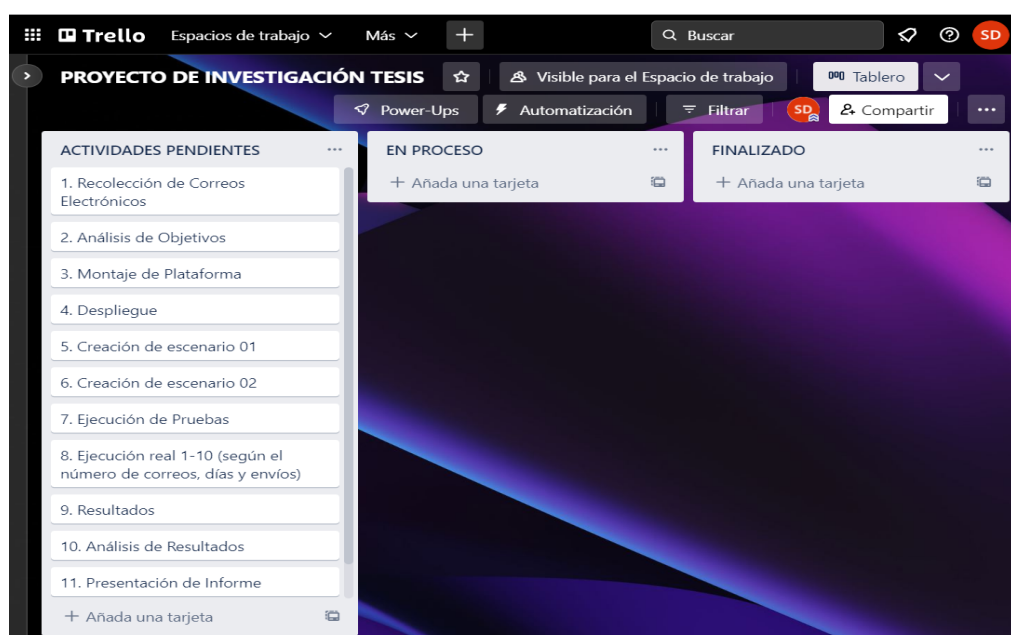 Trello Espacios de trabajo Más Buscar SD
PROYECTO DE INVESTIGACIÓN TESIS Visible para el Espacio de trabajo Tablero
Power-Ups Automatización Filtrar SD Compartir
ACTIVIDADES PENDIENTES
1. Recolección de Correos
Electrónicos
2. Análisis de Objetivos
3. Montaje de Plataforma
4. Despliegue
5. Creación de escenario 01
6. Creación de escenario 02
7. Ejecución de Pruebas
8. Ejecución real 1-10 (según el
número de correos, días y envíos)
9. Resultados
10. Análisis de Resultados
11. Presentación de Informe
+ Añada una tarjeta
EN PROCESO
+ Añada una tarjeta
FINALIZADO
+ Añada una tarjeta